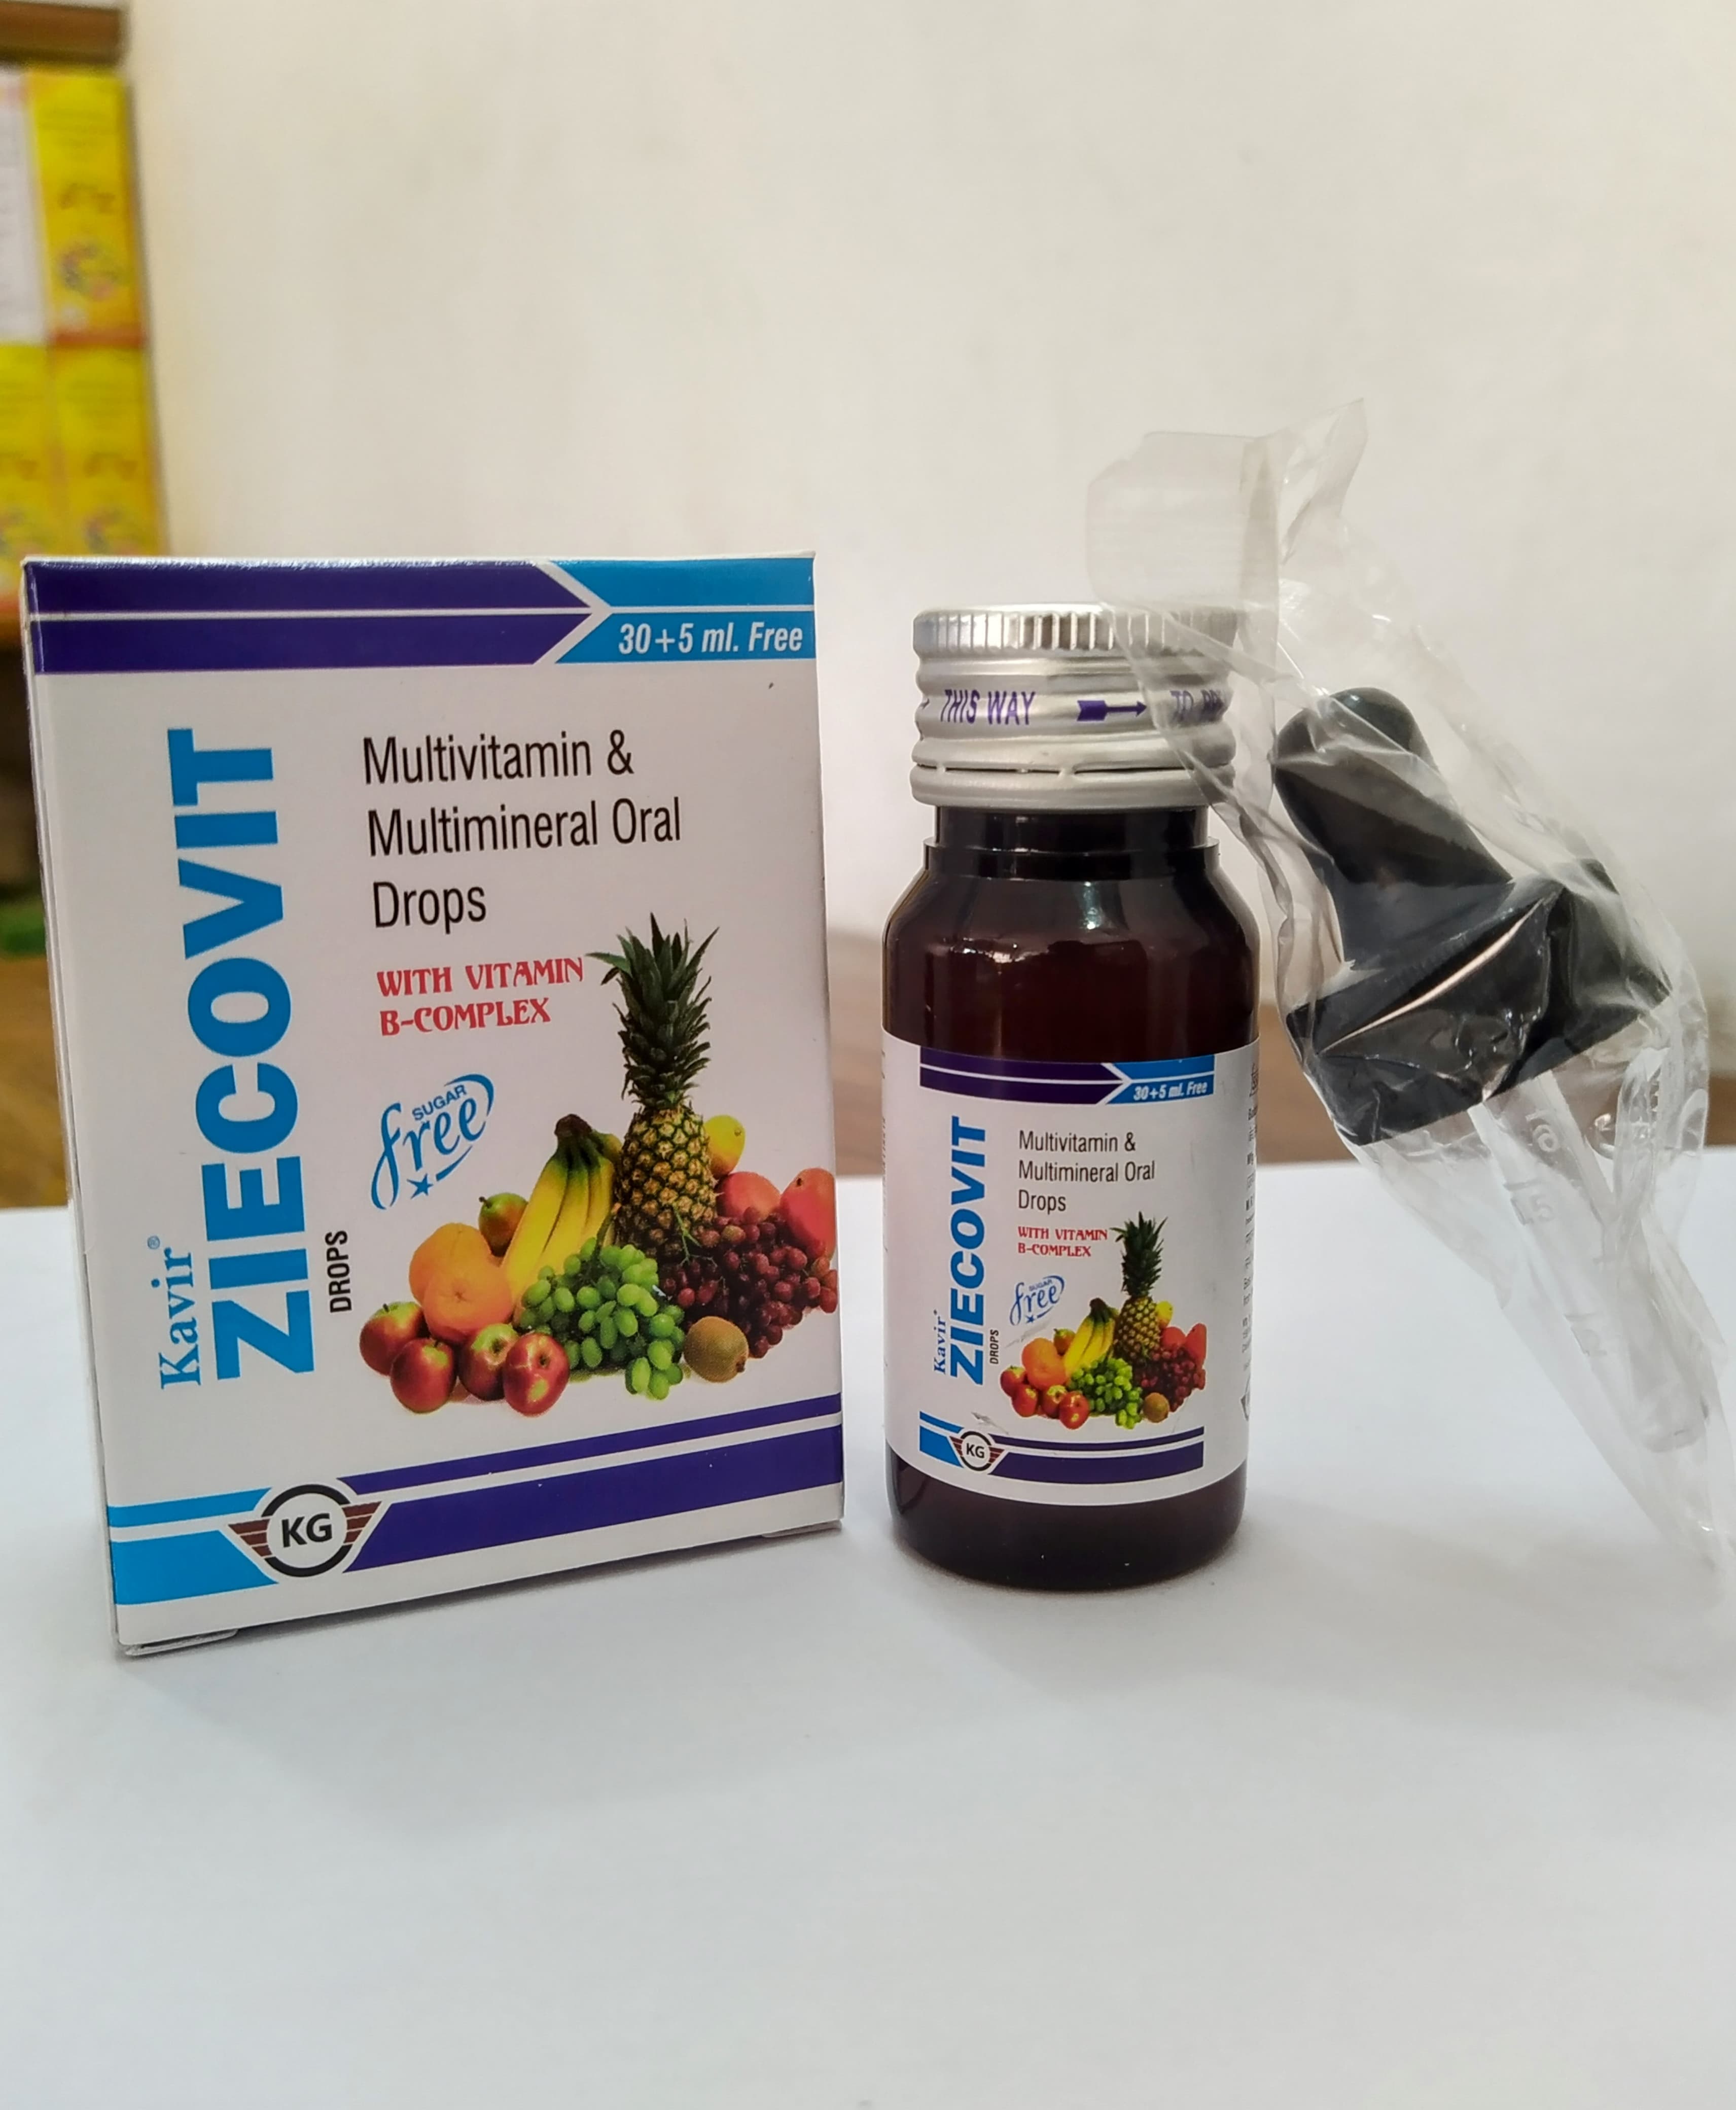 30+5 ml. Free
Kavir®
ZIECOVIT
DROPS
Multivitamin &
Multimineral Oral
Drops
WITH VITAMIN
B-COMPLEX
SUGAR
free
KG
THIS WAY
TO
30+5 ml. Free
Kavir®
ZIECOVIT
DROPS
Multivitamin &
Multimineral Oral
Drops
WITH VITAMIN
B-COMPLEX
SUGAR
free
KG